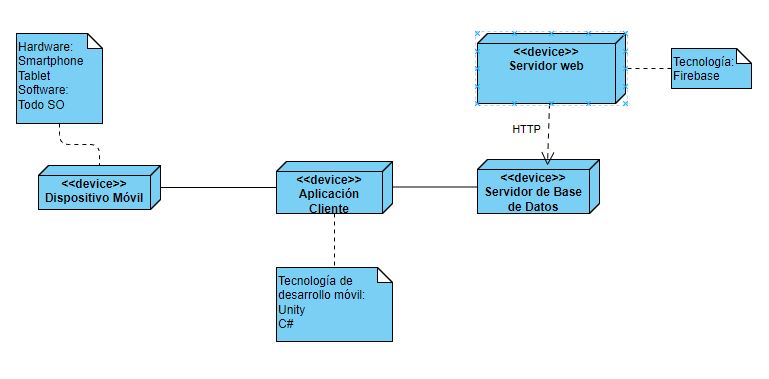 Hardware:
Smartphone
Tablet
Software:
Todo SO
<<device>>
Servidor web
Tecnología:
Firebase
HTTP
<<device>>
Dispositivo Móvil
<<device>>
Aplicación
Cliente
<<device>>
Servidor de Base
de Datos
Tecnología de
desarrollo móvil:
Unity
C#